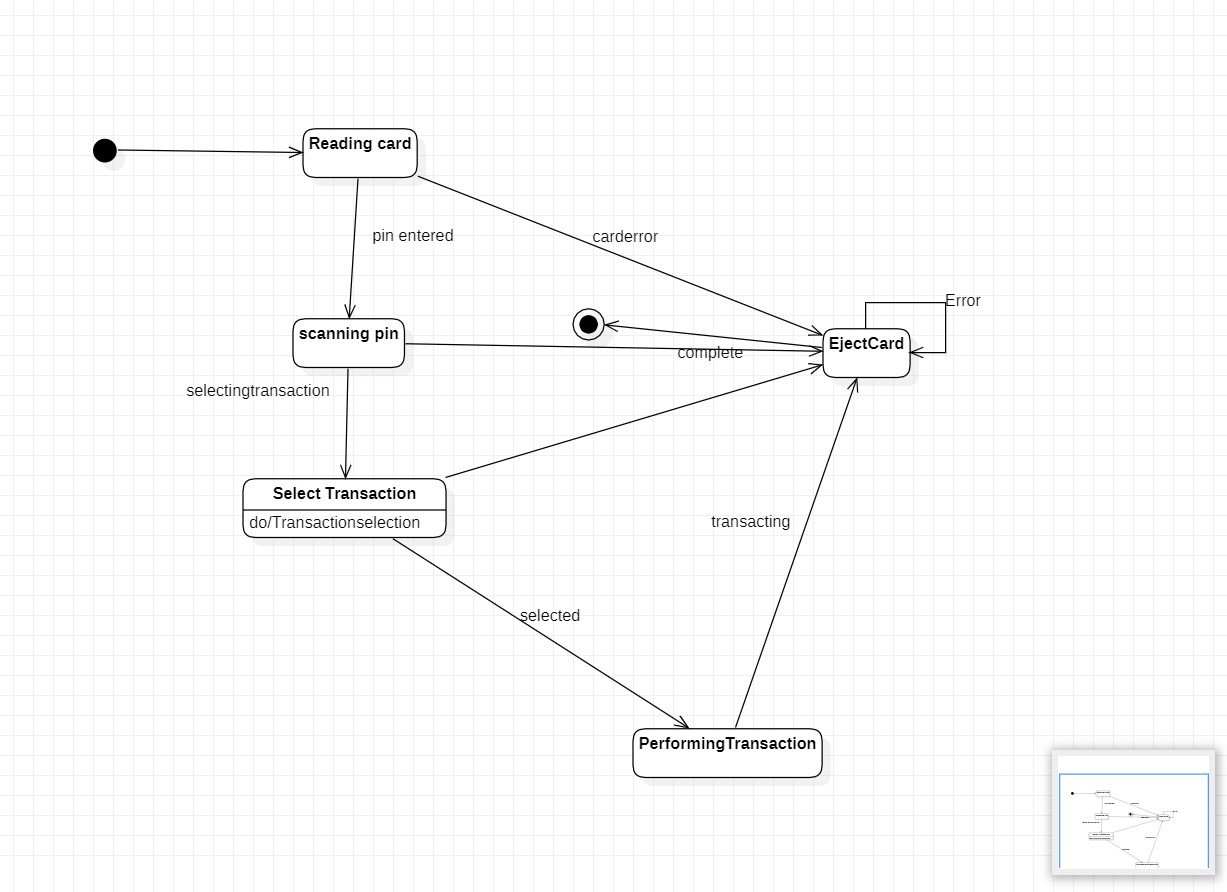 Reading card
pin entered
carderror
Error
scanning pin
EjectCard
complete
selectingtransaction
Select Transaction
do/Transactionselection
transacting
selected
PerformingTransaction